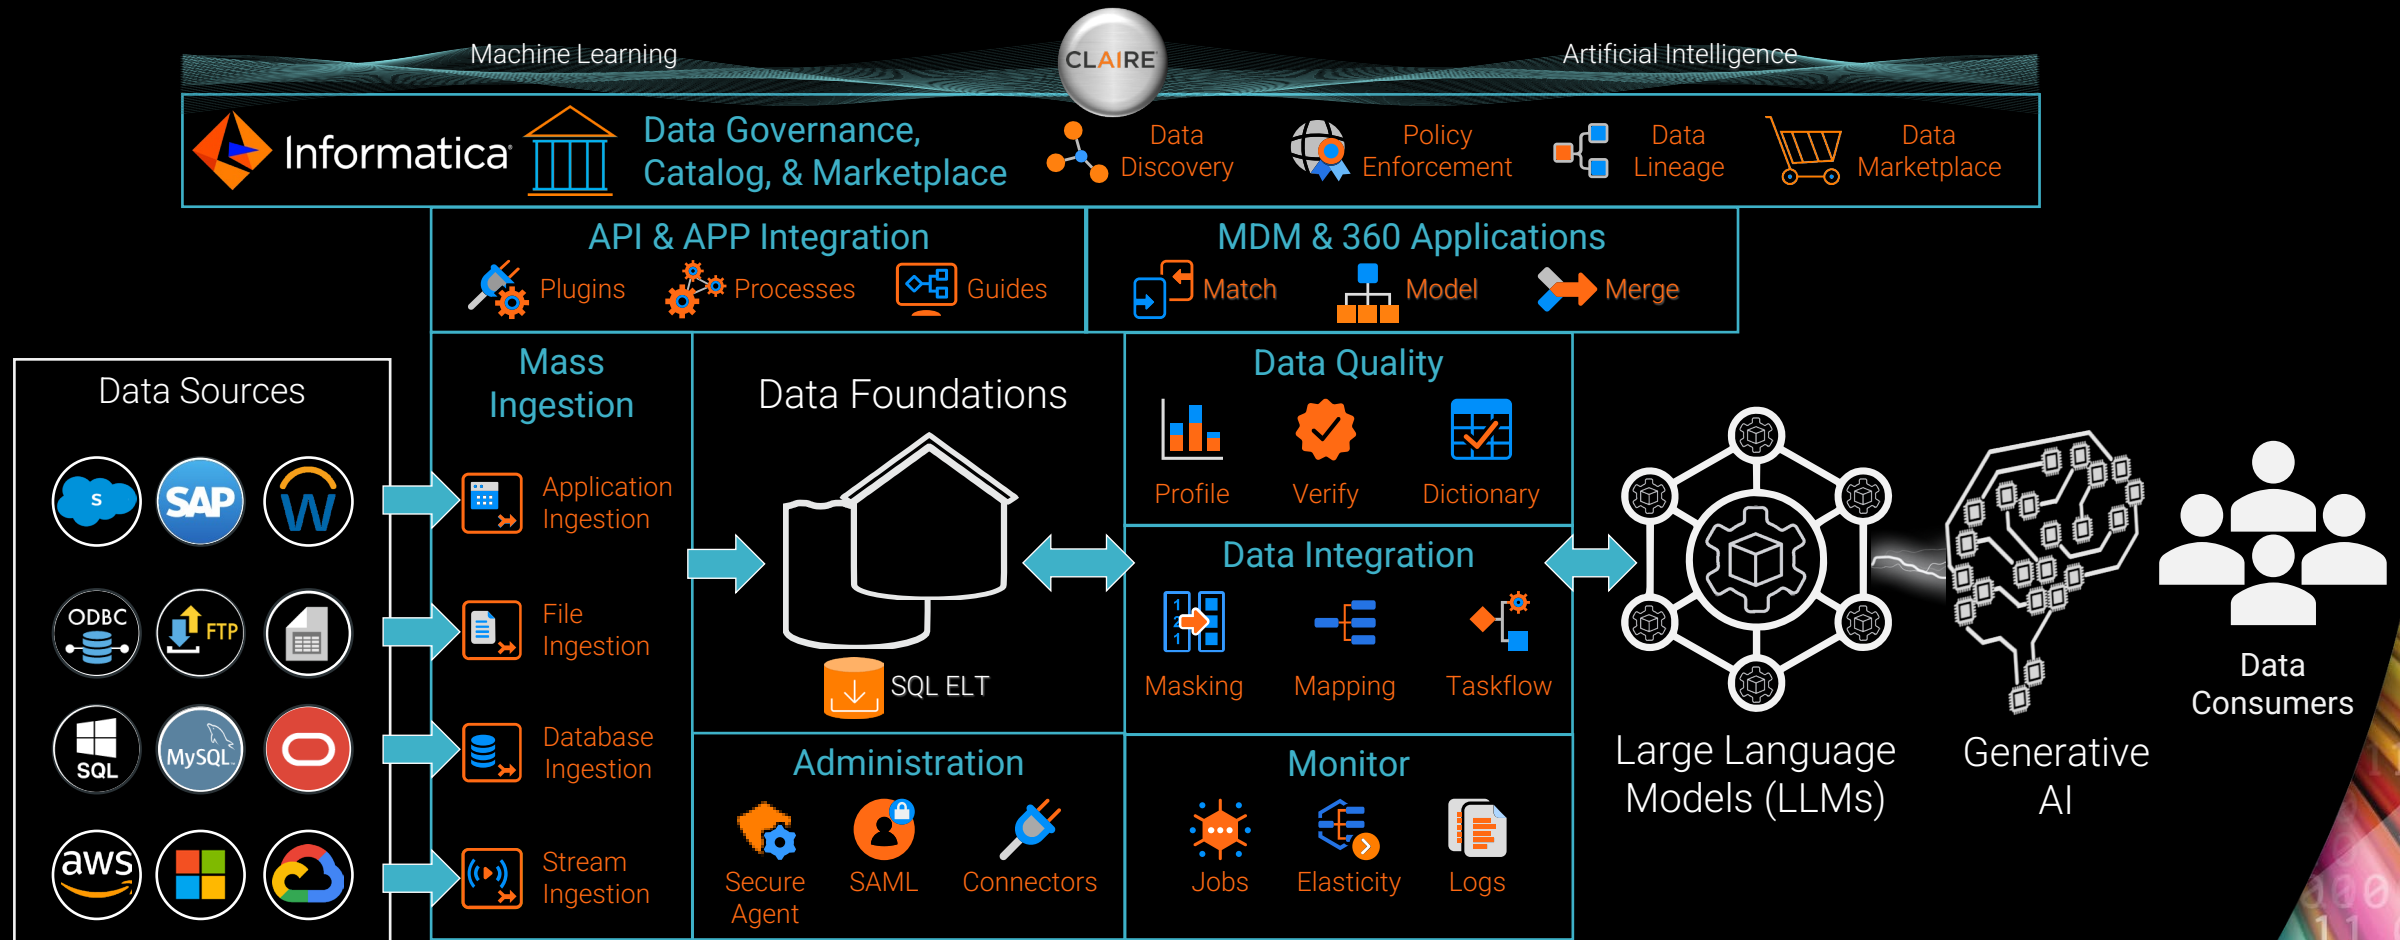 Machine Learning
CLAIRE
Artificial Intelligence
Informatica
Data Governance,
Catalog, & Marketplace
Data
Discovery
Policy
Enforcement
Data
Lineage
Data
Marketplace
API & APP Integration
Plugins
Processes
Guides
MDM & 360 Applications
Match
Model
Merge
Data Sources
S
SAP
W
ODBC
FTP
SQL
MySQL
aws
Mass
Ingestion
Application
Ingestion
File
Ingestion
Database
Ingestion
Stream
Ingestion
Data Foundations
SQL ELT
Data Quality
Profile
Verify
Dictionary
Data Integration
1
2
1
Masking
Mapping
Taskflow
Administration
Secure
Agent
SAML
Connectors
Monitor
Jobs
Elasticity
Logs
Large Language
Models (LLMs)
Generative
AI
Data
Consumers